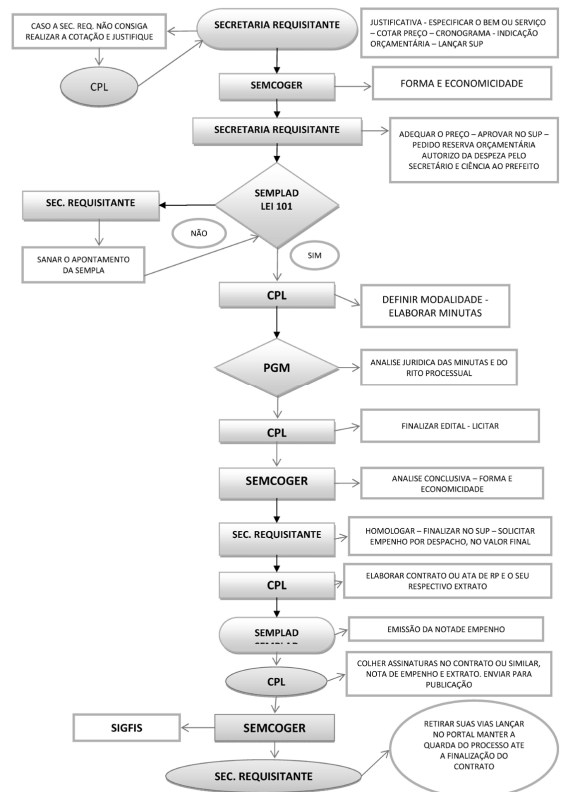 SECRETARIA REQUISITANTE
JUSTIFICATIVA - ESPECIFICAR O BEM OU SERVIÇO
– COTAR PREÇO – CRONOGRAMA - INDICAÇÃO
ORÇAMENTÁRIA – LANÇAR SUP
CASO A SEC. REQ. NÃO CONSIGA
REALIZAR A COTAÇÃO E JUSTIFIQUE
CPL
SEMCOGER
FORMA E ECONOMICIDADE
SECRETARIA REQUISITANTE
ADEQUAR O PREÇO – APROVAR NO SUP –
PEDIDO RESERVA ORÇAMENTÁRIA
AUTORIZO DA DESPEZA PELO
SECRETÁRIO E CIÊNCIA AO PREFEITO
SEMPLAD
LEI 101
SEC. REQUISITANTE
NÃO
SANAR O APONTAMENTO
DA SEMPLA
SIM
CPL
DEFINIR MODALIDADE -
ELABORAR MINUTAS
PGM
ANALISE JURIDICA DAS MINUTAS E DO
RITO PROCESSUAL
CPL
FINALIZAR EDITAL - LICITAR
SEMCOGER
ANALISE CONCLUSIVA – FORMA E
ECONOMICIDADE
SEC. REQUISITANTE
HOMOLOGAR – FINALIZAR NO SUP – SOLICITAR
EMPENHO POR DESPACHO, NO VALOR FINAL
CPL
ELABORAR CONTRATO OU ATA DE RP E O SEU
RESPECTIVO EXTRATO
SEMPLAD
EMISSÃO DA NOTADE EMPENHO
CPL
COLHER ASSINATURAS NO CONTRATO OU SIMILAR,
NOTA DE EMPENHO E EXTRATO. ENVIAR PARA
PUBLICAÇÃO
SIGFIS
SEMCOGER
SEC. REQUISITANTE
RETIRAR SUAS VIAS LANÇAR
NO PORTAL MANTER A
QUARDA DO PROCESSO ATE
A FINALIZAÇÃO DO
CONTRATO